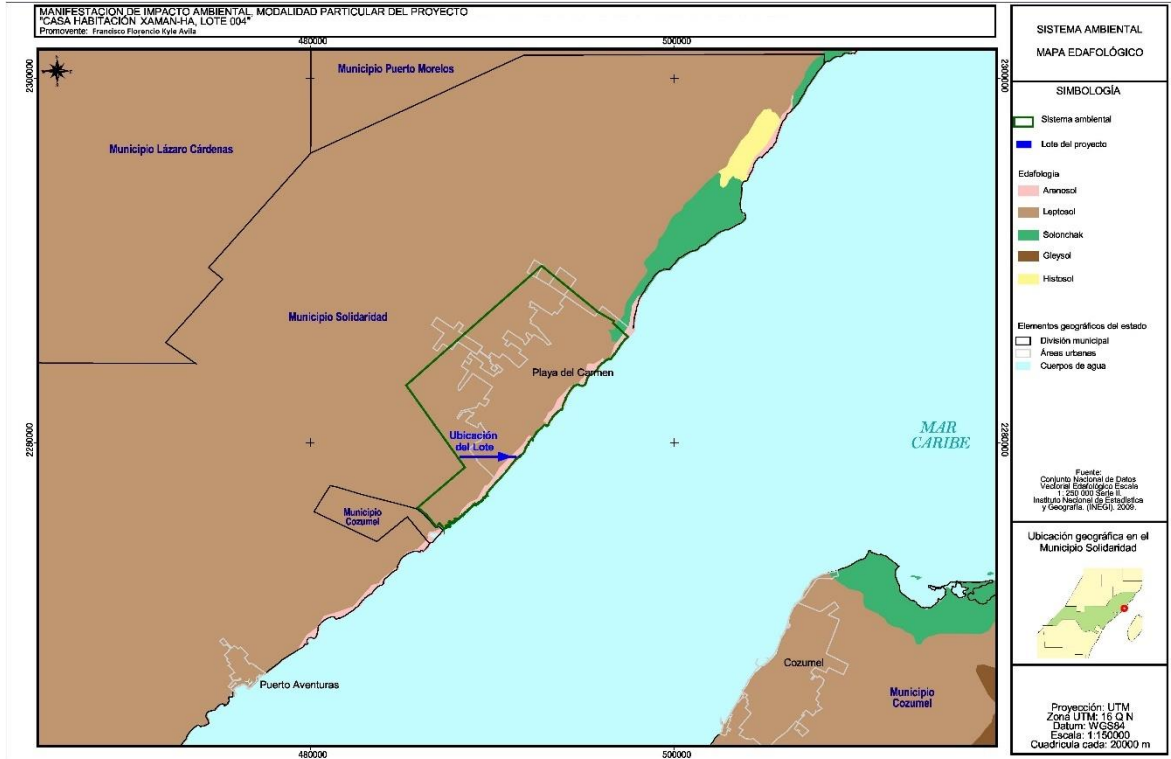 MANIFESTACION DE IMPACTO AMBIENTAL, MODALIDAD PARTICULAR DEL PROYECTO
"CASA HABITACIÓN XAMAN-HA, LOTE 004"
Promovente: Francisco Florencio Kyle Avila
480000
500000
2300000
2300000
Municipio Puerto Morelos
Municipio Lázaro Cárdenas
Municipio Solidaridad
Playa del Carmen
2280000
2280000
Ubicación
del Lote
MAR
CARIBE
Municipio
Cozumel
Puerto Aventuras
Cozumel
Municipio
Cozumel
480000
500000
SISTEMA AMBIENTAL
MAPA EDAFOLÓGICO
SIMBOLOGÍA
Sistema ambiental
Lote del proyecto
Edafología
Arenosol
Leptosol
Solonchak
Gleysol
Histosol
Elementos geográficos del estado
División municipal
Áreas urbanas
Cuerpos de agua
Fuente:
Conjunto Nacional de Datos
Vectorial Edafológico Escala
1: 250 000 Serie II.
Instituto Nacional de Estadística
y Geografía. (INEGI). 2009.
Ubicación geográfica en el
Municipio Solidaridad
Proyección: UTM
Zona UTM: 16 Q N
Datum: WGS84
Escala: 1:150000
Cuadrícula cada: 20000 m